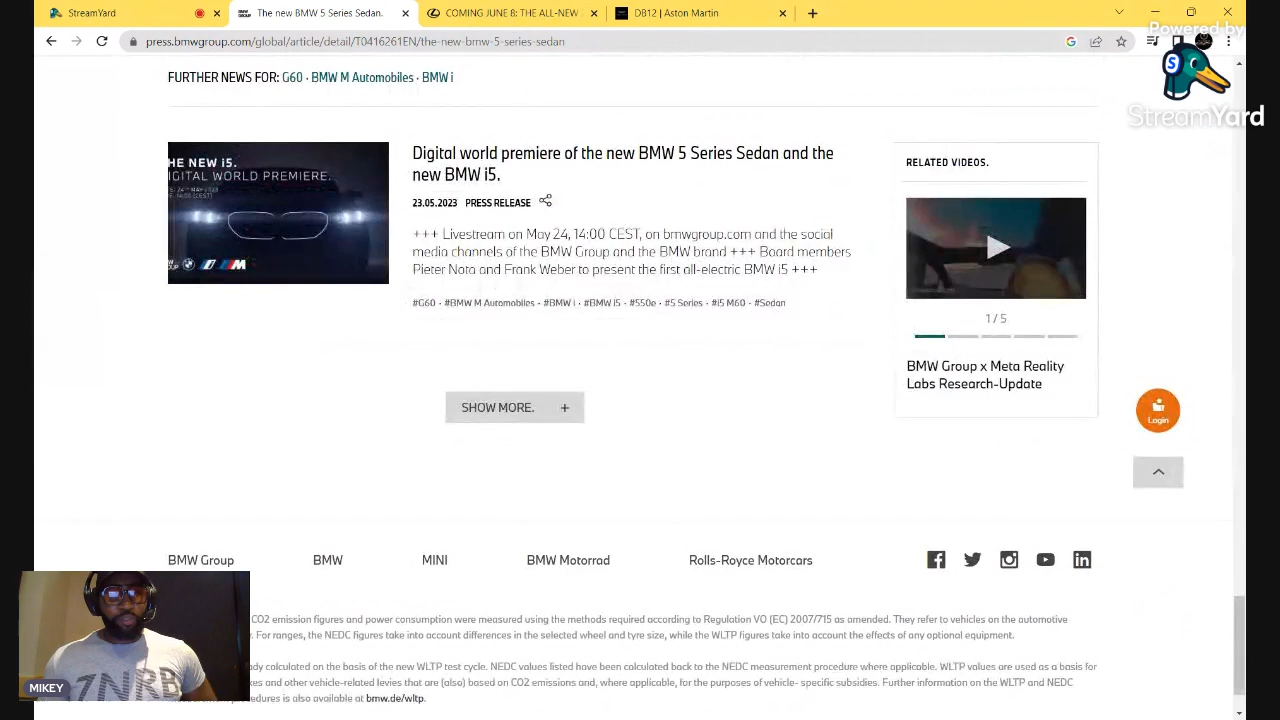 StreamYard
The new BMW 5 Series Sedan.
COMING JUNE 8: THE ALL-NEW
DB12 | Aston Martin
press.bmwgroup.com/global/article/detail/T0416261EN/the-new-bmw-5-series-sedan
Powered by
StreamYard
FURTHER NEWS FOR: G60 · BMW M Automobiles · BMW i
HE NEW i5.
IGITAL WORLD PREMIERE.
Digital world premiere of the new BMW 5 Series Sedan and the
new BMW i5.
23.05.2023 PRESS RELEASE
+++ Livestream on May 24, 14:00 CEST, on bmwgroup.com and the social
media channels of the BMW Group and the BMW brand +++ Board members
Pieter Nota and Frank Weber to present the first all-electric BMW i5 +++
#G60 · #BMW M Automobiles · #BMW i · #BMW i5 · #550e · #5 Series · #i5 M60 · #Sedan
RELATED VIDEOS.
1 / 5
BMW Group x Meta Reality
Labs Research-Update
SHOW MORE. +
Login
BMW Group
BMW
MINI
BMW Motorrad
Rolls-Royce Motorcars
CO2 emission figures and power consumption were measured using the methods required according to Regulation VO (EC) 2007/715 as amended. They refer to vehicles on the automotive
For ranges, the NEDC figures take into account differences in the selected wheel and tyre size, while the WLTP figures take into account the effects of any optional equipment.
dy calculated on the basis of the new WLTP test cycle. NEDC values listed have been calculated back to the NEDC measurement procedure where applicable. WLTP values are used as a basis for
xes and other vehicle-related levies that are (also) based on CO2 emissions and, where applicable, for the purposes of vehicle- specific subsidies. Further information on the WLTP and NEDC
edures is also available at bmw.de/wltp.
7NRB
MIKEY